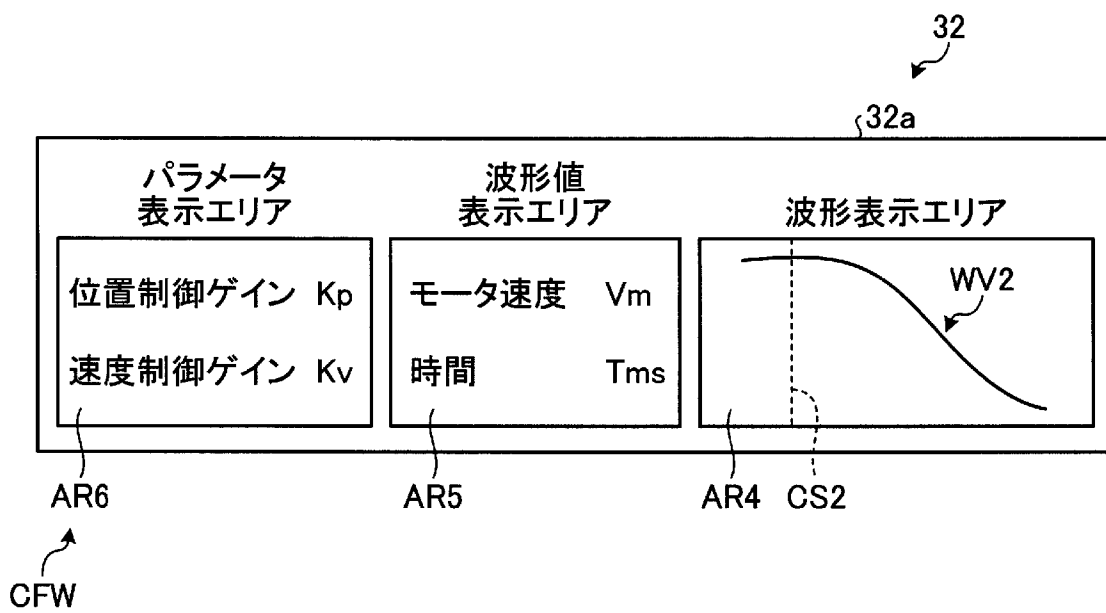 32
32a
パラメータ
表示エリア
波形値
表示エリア
波形表示エリア
位置制御ゲイン Kp
速度制御ゲイン Kv
モータ速度 Vm
時間 Tms
WV2
AR6
AR5
AR4
CS2
CFW